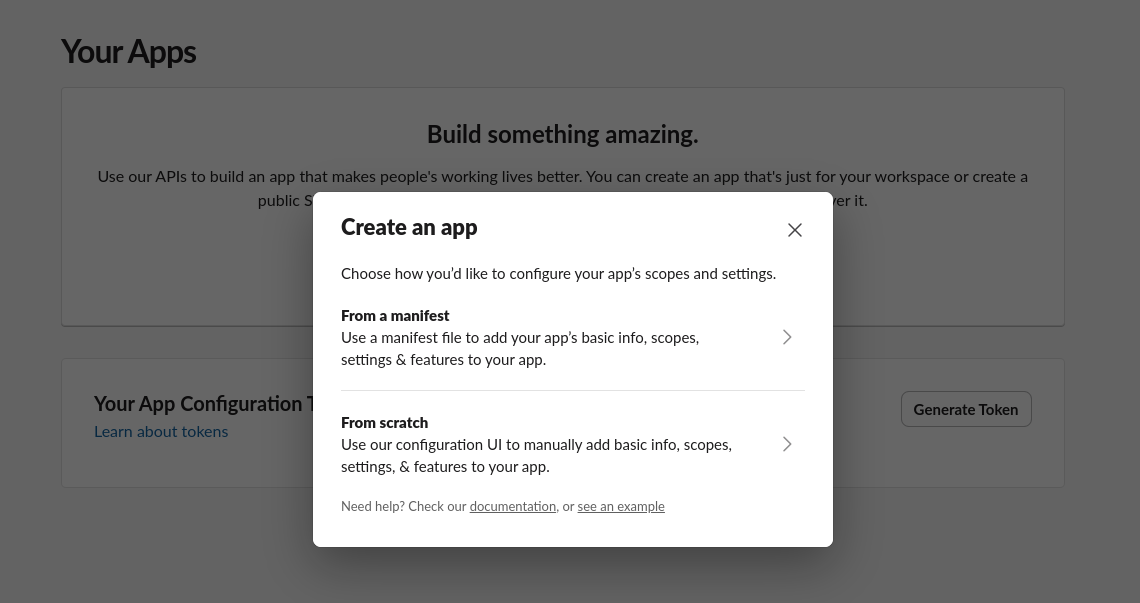 Your Apps
Build something amazing.
Use our APIs to build an app that makes people's working lives better. You can create an app that's just for your workspace or create a
public S
ver it.
Create an app
Choose how you’d like to configure your app’s scopes and settings.
From a manifest
Use a manifest file to add your app’s basic info, scopes,
settings & features to your app.
Your App Configuration T
Learn about tokens
Generate Token
From scratch
Use our configuration UI to manually add basic info, scopes,
settings, & features to your app.
Need help? Check our documentation, or see an example